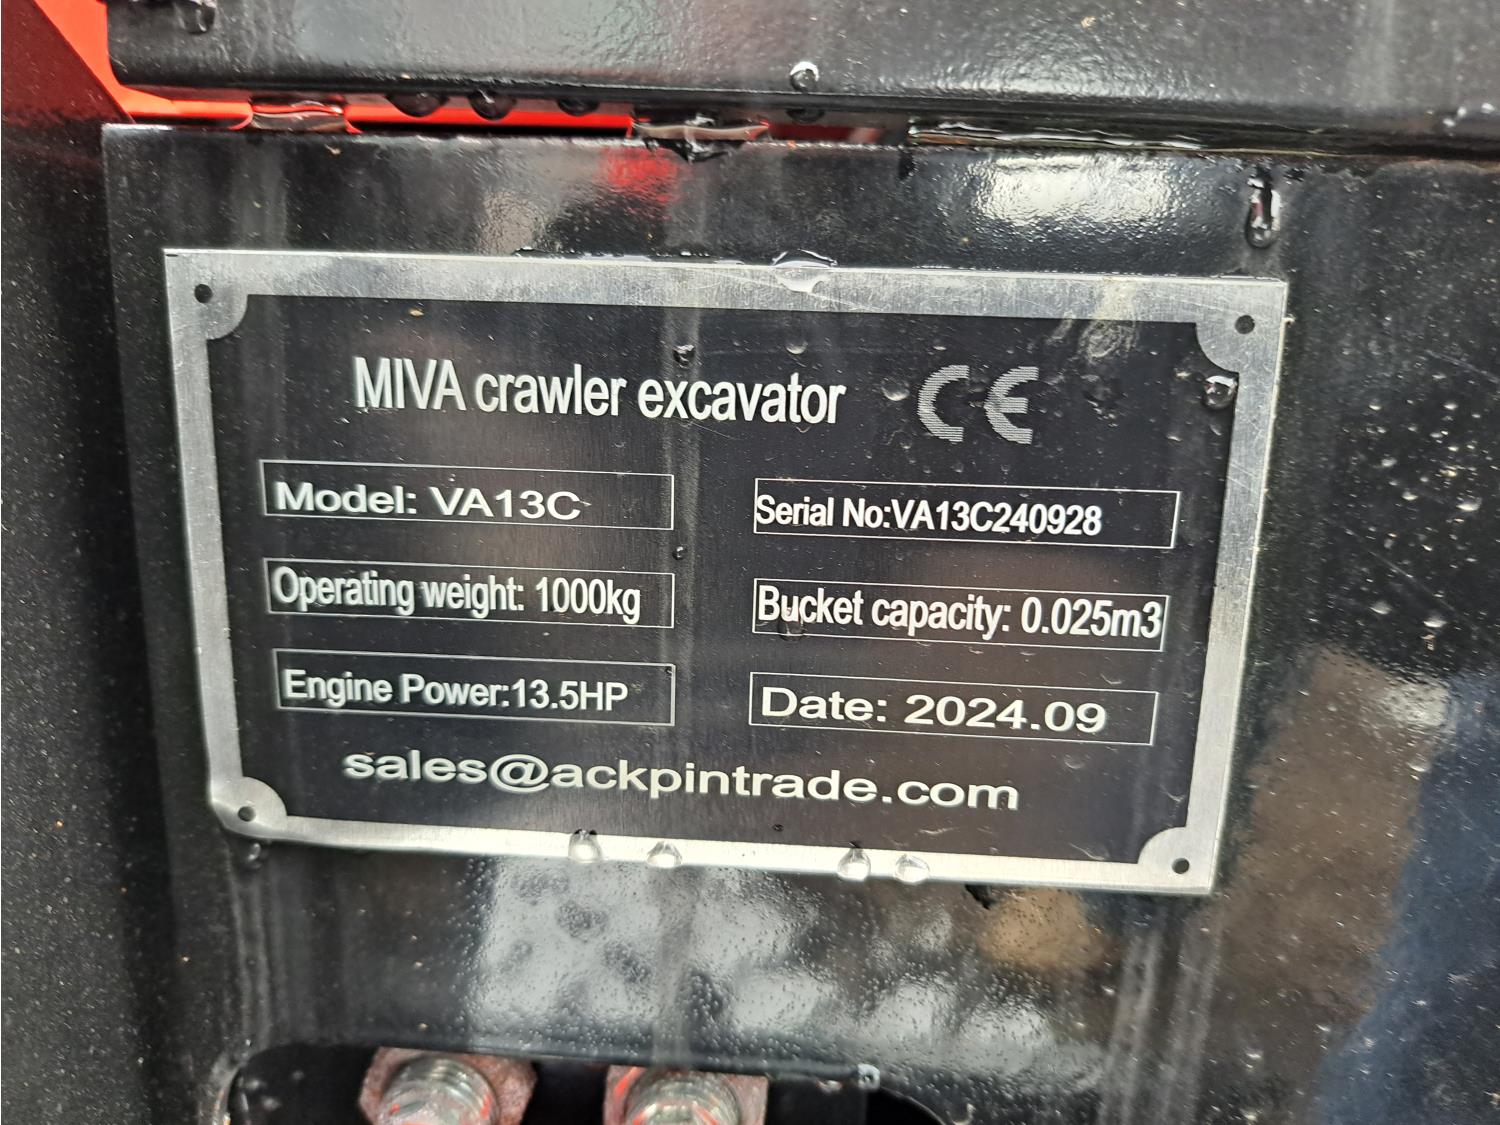 MIVA crawler excavator CE
Model: VA13C
Serial No:VA13C240928
Operating weight: 1000kg
Bucket capacity: 0.025m3
Engine Power:13.5HP
Date: 2024.09
sales@ackpintrade.com